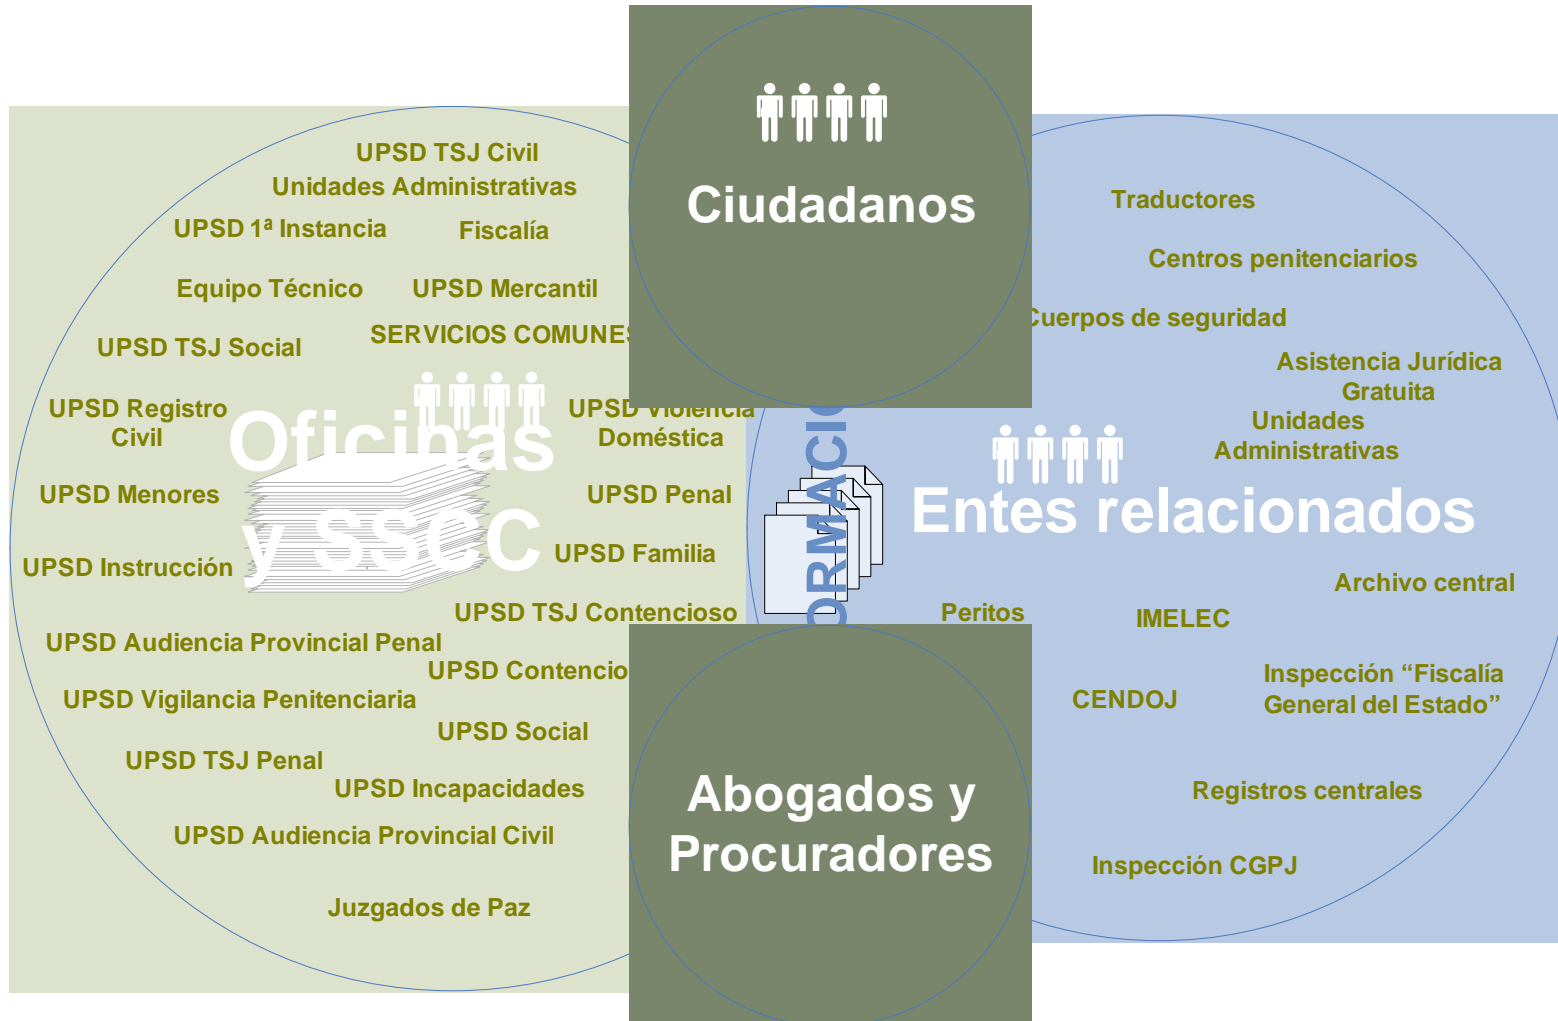 Ciudadanos
UPSD TSJ Civil
Unidades Administrativas
UPSD 1ª Instancia
Fiscalía
Equipo Técnico
UPSD Mercantil
SERVICIOS COMUNES
UPSD TSJ Social
UPSD Registro
Civil
UPSD Violencia
Doméstica
Oficinas
y SSCC
UPSD Menores
UPSD Penal
UPSD Instrucción
UPSD Familia
UPSD TSJ Contencioso
UPSD Audiencia Provincial Penal
UPSD Contencio
UPSD Vigilancia Penitenciaria
UPSD Social
UPSD TSJ Penal
UPSD Incapacidades
UPSD Audiencia Provincial Civil
Juzgados de Paz
ORMACIO
Traductores
Centros penitenciarios
Cuerpos de seguridad
Asistencia Jurídica
Gratuita
Unidades
Administrativas
Entes relacionados
Archivo central
Peritos
IMELEC
Inspección “Fiscalía
General del Estado”
CENDOJ
Registros centrales
Inspección CGPJ
Abogados y
Procuradores